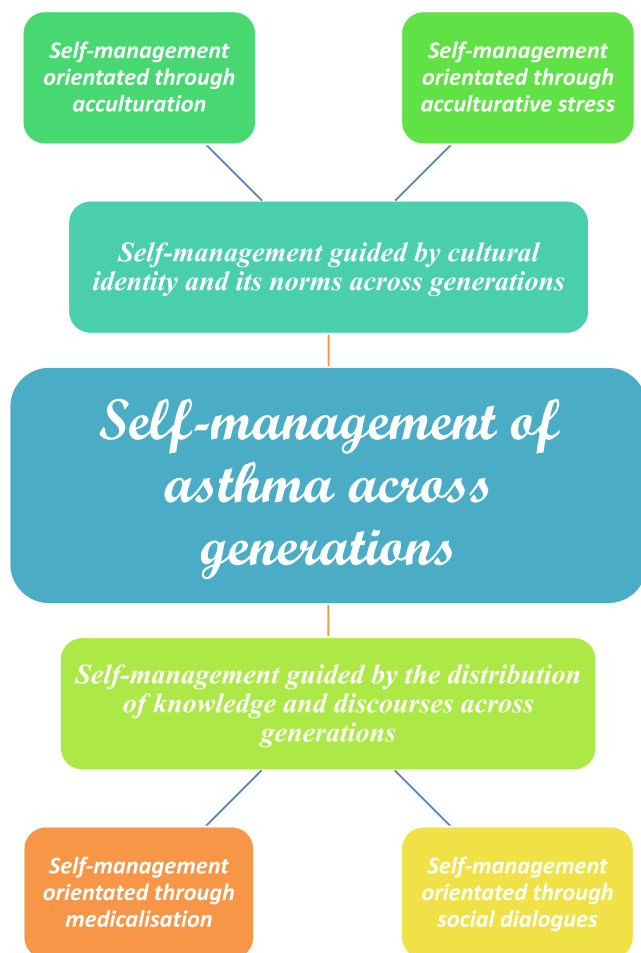 Self-management
orientated through
acculturation
Self-management
orientated through
acculturative stress
Self-management guided by cultural
identity and its norms across generations
Self-management of
asthma across
generations
Self-management guided by the distribution
of knowledge and discourses across
generations
Self-management
orientated through
medicalisation
Self-management
orientated through
social dialogues